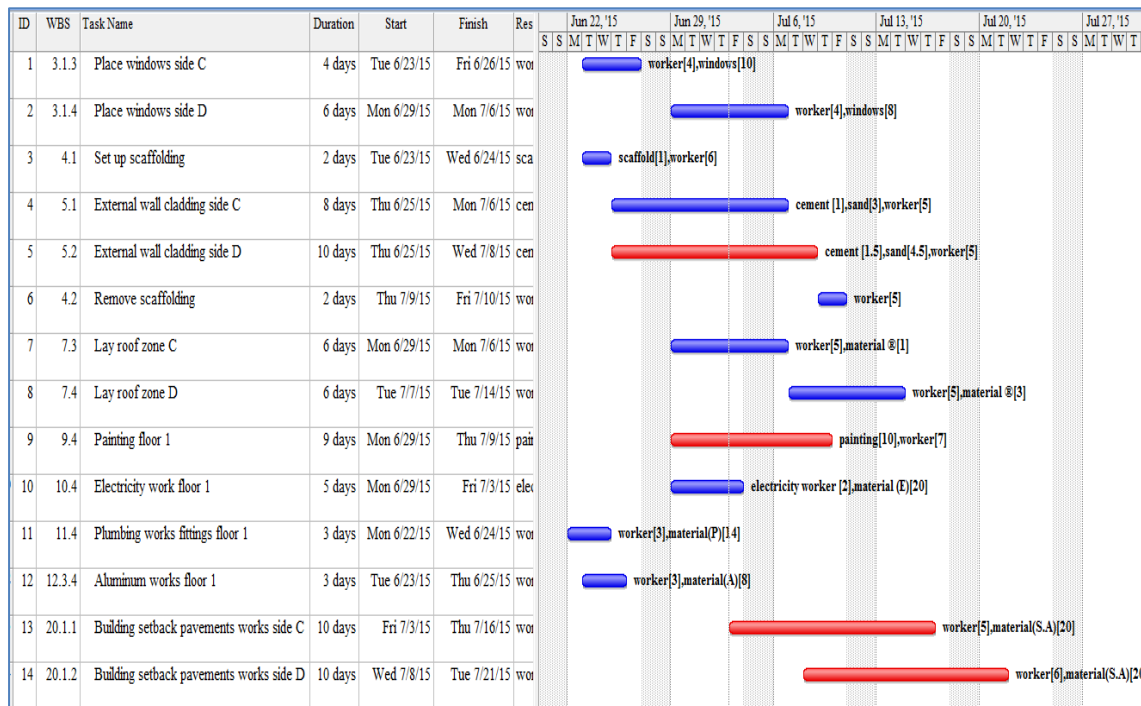 ID WBS Task Name Duration Start Finish Res Jun 22, '15 Jun 29, '15 Jul 6, '15 Jul 13, '15 Jul 20, '15 Jul 27, '15
S S M T W T F S S M T W T F S S M T W T F S S M T W T F S S M T W T F S S M T W T
1 3.1.3 Place windows side C 4 days Tue 6/23/15 Fri 6/26/15 wor worker[4],windows[10]
2 3.1.4 Place windows side D 6 days Mon 6/29/15 Mon 7/6/15 wor worker[4],windows[8]
3 4.1 Set up scaffolding 2 days Tue 6/23/15 Wed 6/24/15 sca scaffold[1],worker[6]
4 5.1 External wall cladding side C 8 days Thu 6/25/15 Mon 7/6/15 cen cement [1],sand[3],worker[5]
5 5.2 External wall cladding side D 10 days Thu 6/25/15 Wed 7/8/15 cen cement [1.5],sand[4.5],worker[5]
6 4.2 Remove scaffolding 2 days Thu 7/9/15 Fri 7/10/15 wor worker[5]
7 7.3 Lay roof zone C 6 days Mon 6/29/15 Mon 7/6/15 wor worker[5],material ®[1]
8 7.4 Lay roof zone D 6 days Tue 7/7/15 Tue 7/14/15 wor worker[5],material ®[3]
9 9.4 Painting floor 1 9 days Mon 6/29/15 Thu 7/9/15 pair painting[10],worker[7]
10 10.4 Electricity work floor 1 5 days Mon 6/29/15 Fri 7/3/15 elec electricity worker [2],material (E)[20]
11 11.4 Plumbing works fittings floor 1 3 days Mon 6/22/15 Wed 6/24/15 wor worker[3],material(P)[14]
12 12.3.4 Aluminum works floor 1 3 days Tue 6/23/15 Thu 6/25/15 wor worker[3],material(A)[8]
13 20.1.1 Building setback pavements works side C 10 days Fri 7/3/15 Thu 7/16/15 wor worker[5],material(S.A)[20]
14 20.1.2 Building setback pavements works side D 10 days Wed 7/8/15 Tue 7/21/15 wor worker[6],material(S.A)[20